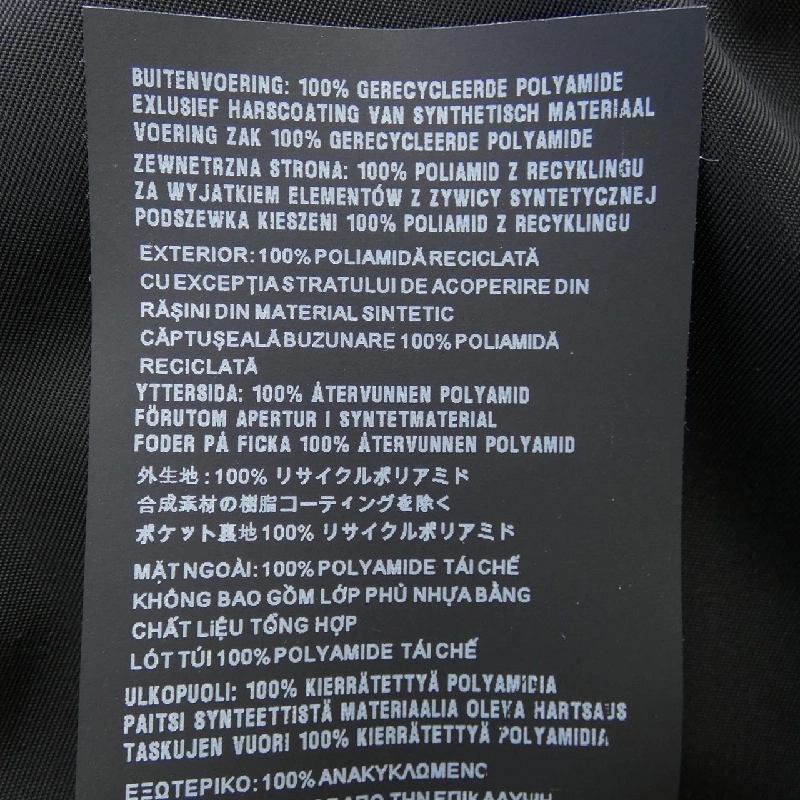 BUITENVOERING: 100% GERECYCLEERDE POLYAMIDE
EXLUSIEF HARSCOATING VAN SYNTHETISCH MATERIAAL
VOERING ZAK 100% GERECYCLEERDE POLYAMIDE
ZEWNETRZNA STRONA: 100% POLIAMID Z RECYKLINGU
ZA WYJATKIEM ELEMENTÓW Z ZYWICY SYNTETYCZNEJ
PODSZEWKA KIESZENI 100% POLIAMID Z RECYKLINGU
EXTERIOR: 100% POLIAMIDĂ RECICLATĂ
CU EXCEPȚIA STRATULUI DE ACOPERIRE DIN
RĂȘINI DIN MATERIAL SINTETIC
CĂPTUȘEALĂ BUZUNARE 100% POLIAMIDĂ
RECICLATĂ
YTTERSIDA: 100% ÅTERVUNNEN POLYAMID
FÖRUTOM APERTUR I SYNTETMATERIAL
FODER PÅ FICKA 100% ÅTERVUNNEN POLYAMID
外生地:100% リサイクルポリアミド
合成素材の樹脂コーティングを除く
ポケット裏地100% リサイクルポリアミド
MẶT NGOÀI: 100% POLYAMIDE TÁI CHẾ
KHÔNG BAO GỒM LỚP PHỦ NHỰA BẰNG
CHẤT LIỆU TỔNG HỢP
LÓT TÚI 100% POLYAMIDE TÁI CHẾ
ULKOPUOLI: 100% KIERRÄTETTYÄ POLYAMIDIA
PAITSI SYNTEETTISTÄ MATERIAALIA OLEVA HARTSAUS
TASKUJEN VUORI 100% KIERRÄTETTYÄ POLYAMIDIA
ΕΞΩΤΕΡΙΚΟ: 100% ΑΝΑΚΥΚΛΩΜΕΝΟ
ΑΠΟ ΤΗΝ ΕΠΙΚΑΛΥΨΗ